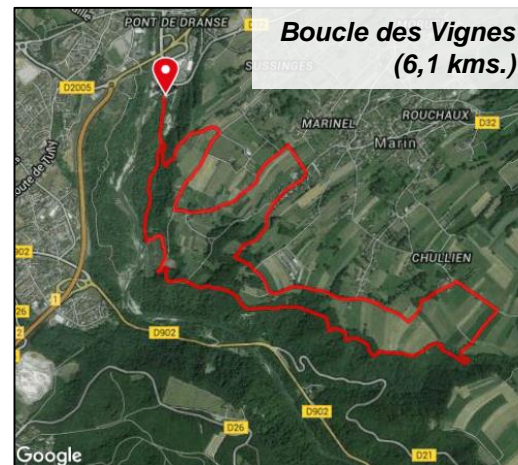 PONT DE DRANSE
Boucle des Vignes
(6,1 kms.)
SUSSINGES
D2005
MARINEL
ROUCHAUX
D32
Marin
CHULLIEN
1
D902
D26
D902
D21
Google